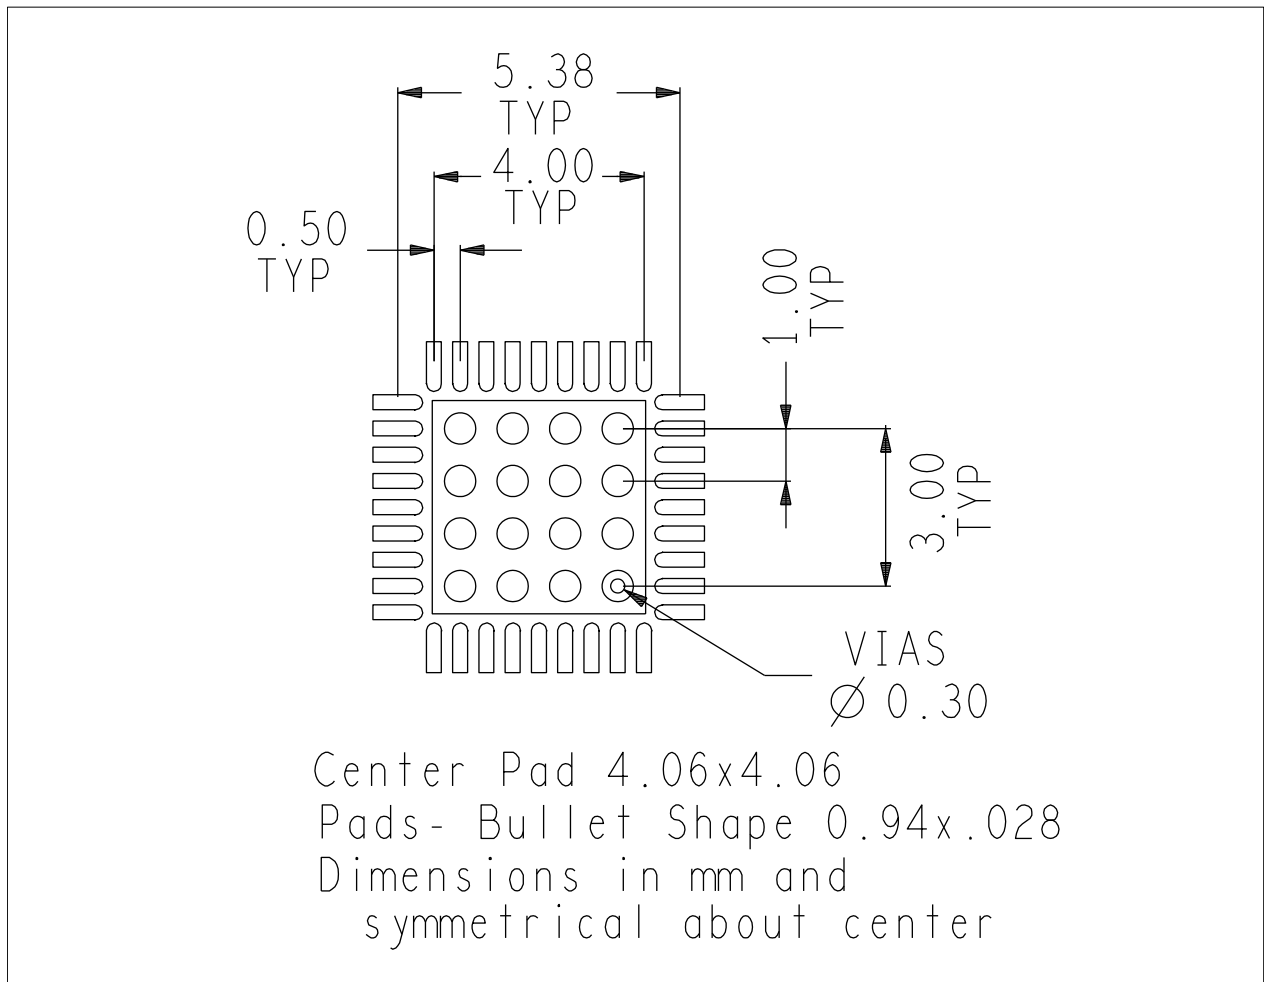 5.38
TYP
4.00
TYP
0.50
TYP
1.00
TYP
3.00
TYP
VIAS
Ø 0.30
Center Pad 4.06x4.06
Pads- Bullet Shape 0.94x.028
Dimensions in mm and
symmetrical about center